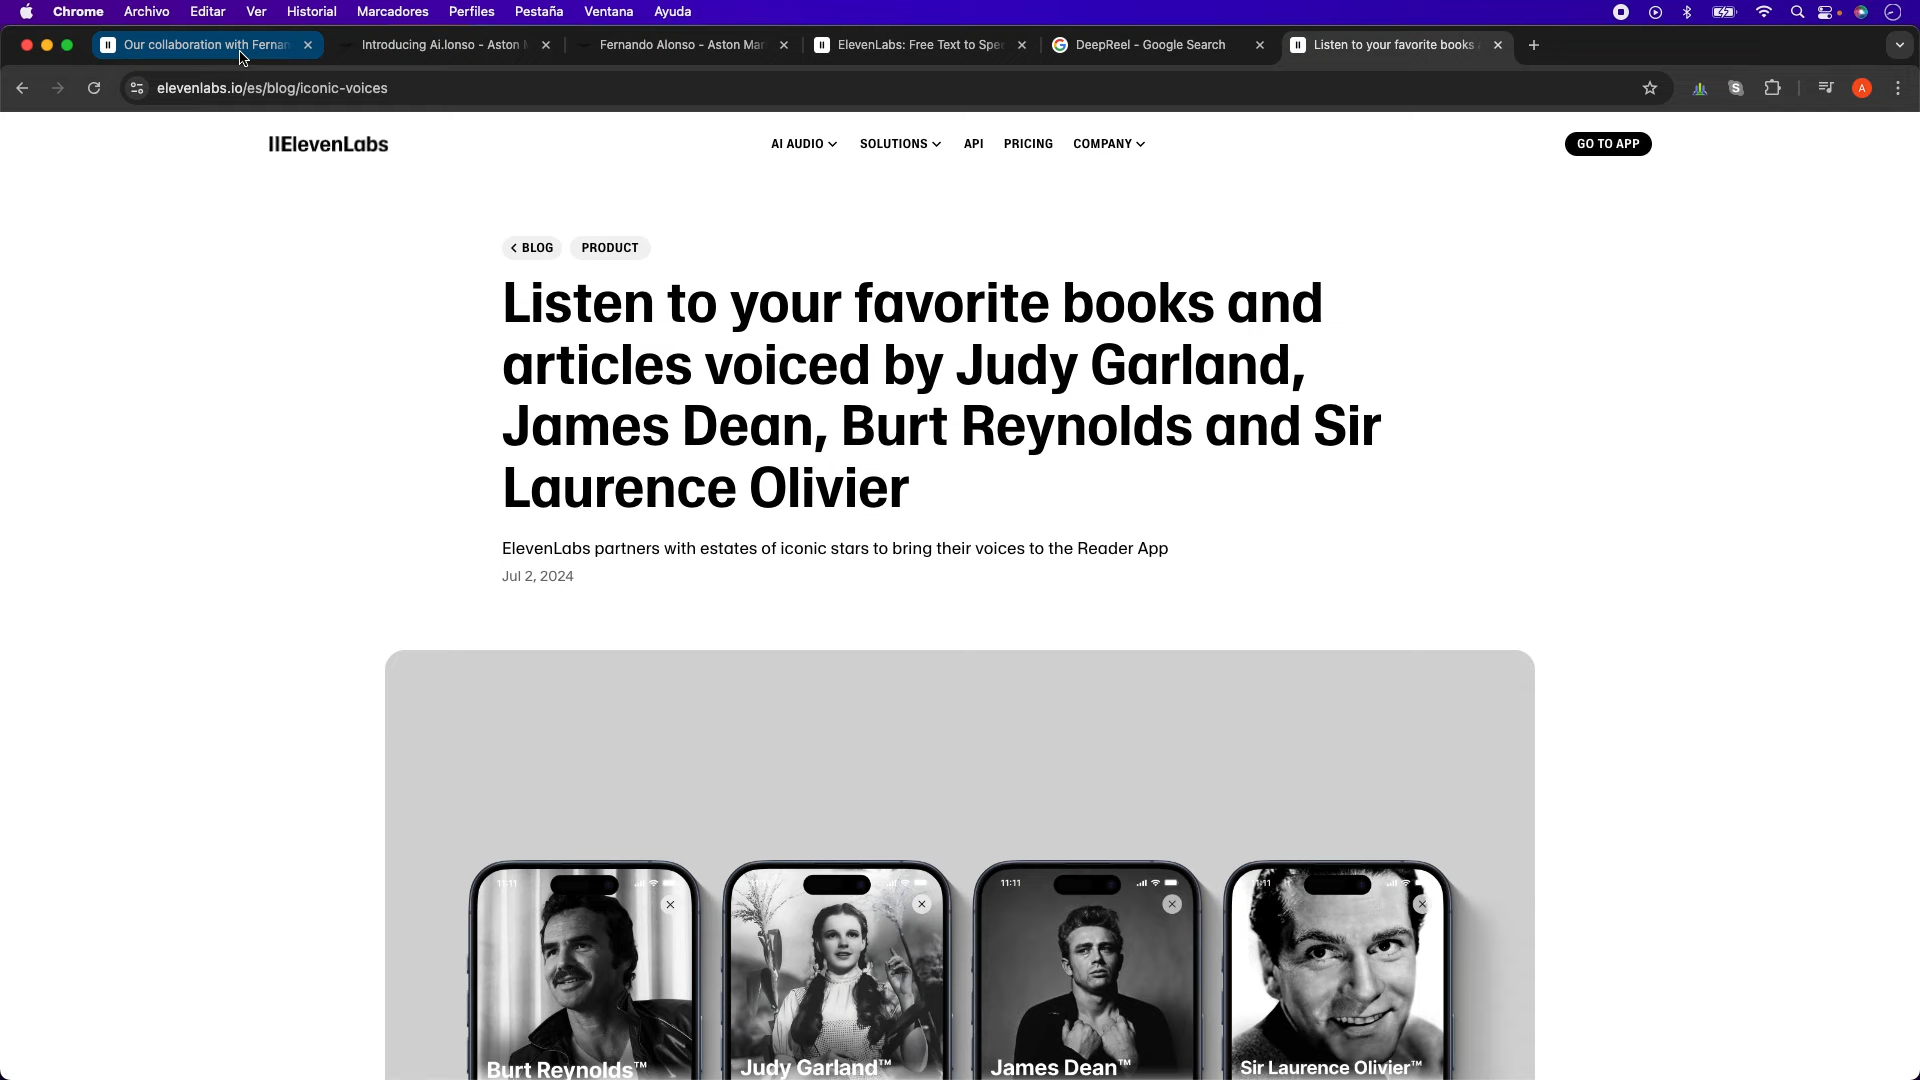 Chrome Archivo Editar Ver Historial Marcadores Perfiles Pestaña Ventana Ayuda
Our collaboration with Fernan
Introducing Ai.lonso - Aston
Fernando Alonso - Aston Mar
ElevenLabs: Free Text to Spee
DeepReel - Google Search
Listen to your favorite books
elevenlabs.io/es/blog/iconic-voices
A
IIElevenLabs
AI AUDIO SOLUTIONS API PRICING COMPANY
GO TO APP
BLOG PRODUCT
Listen to your favorite books and
articles voiced by Judy Garland,
James Dean, Burt Reynolds and Sir
Laurence Olivier
ElevenLabs partners with estates of iconic stars to bring their voices to the Reader App
Jul 2, 2024
11:11 11:11 11:11
Burt Reynolds™ Judy Garland™ James Dean™ Sir Laurence Olivier™